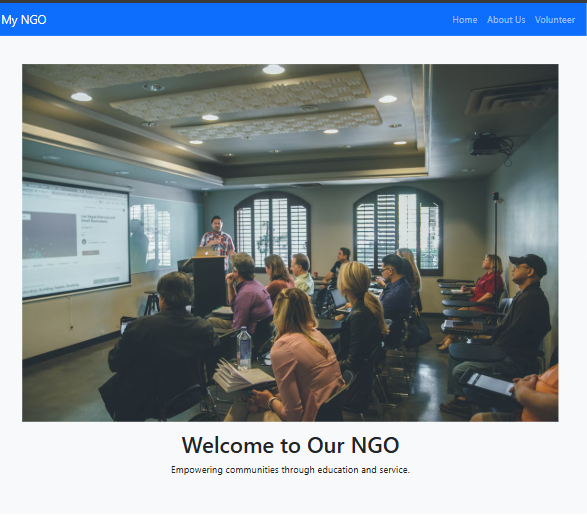 My NGO
Home About Us Volunteer
Welcome to Our NGO
Empowering communities through education and service.